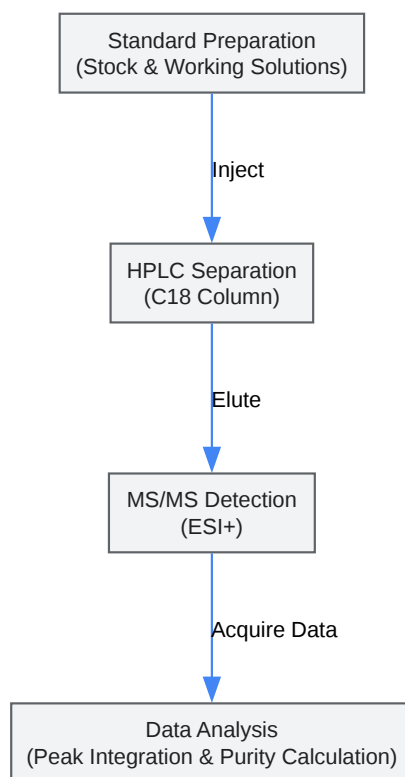 Standard Preparation
(Stock & Working Solutions)
Inject
HPLC Separation
(C18 Column)
Elute
MS/MS Detection
(ESI+)
Acquire Data
Data Analysis
(Peak Integration & Purity Calculation)